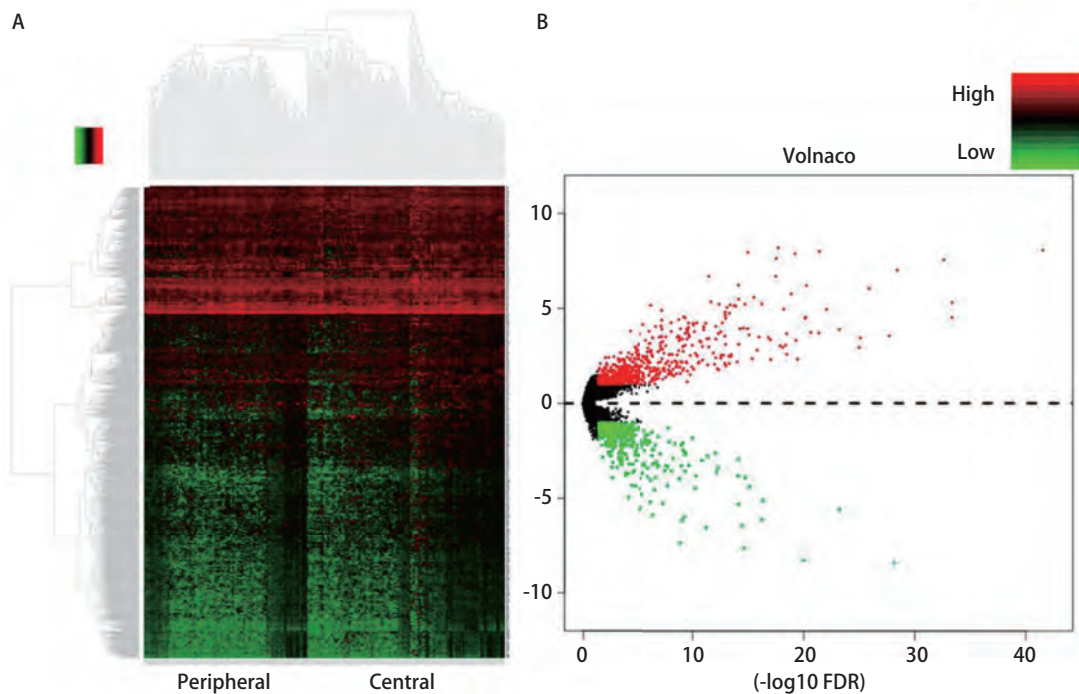 A
B
High
Low
Volnaco
Peripheral
Central
10
5
0
-5
-10
0
10
20
30
40
(-log10 FDR)